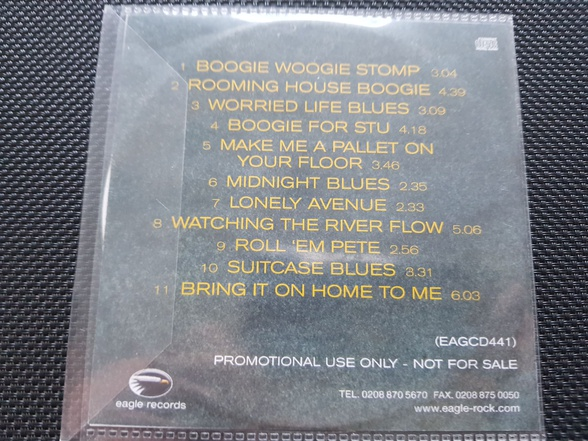 1 BOOGIE WOOGIE STOMP 3.04
2 ROOMING HOUSE BOOGIE 4.39
3 WORRIED LIFE BLUES 3.09
4 BOOGIE FOR STU 4.18
5 MAKE ME A PALLET ON
YOUR FLOOR 3.46
6 MIDNIGHT BLUES 2.35
7 LONELY AVENUE 2.33
8 WATCHING THE RIVER FLOW 5.06
9 ROLL 'EM PETE 2.56
10 SUITCASE BLUES 3.31
11 BRING IT ON HOME TO ME 6.03
(EAGCD441)
PROMOTIONAL USE ONLY - NOT FOR SALE
eagle records
TEL. 0208 870 5670 FAX. 0208 875 0050
www.eagle-rock.com